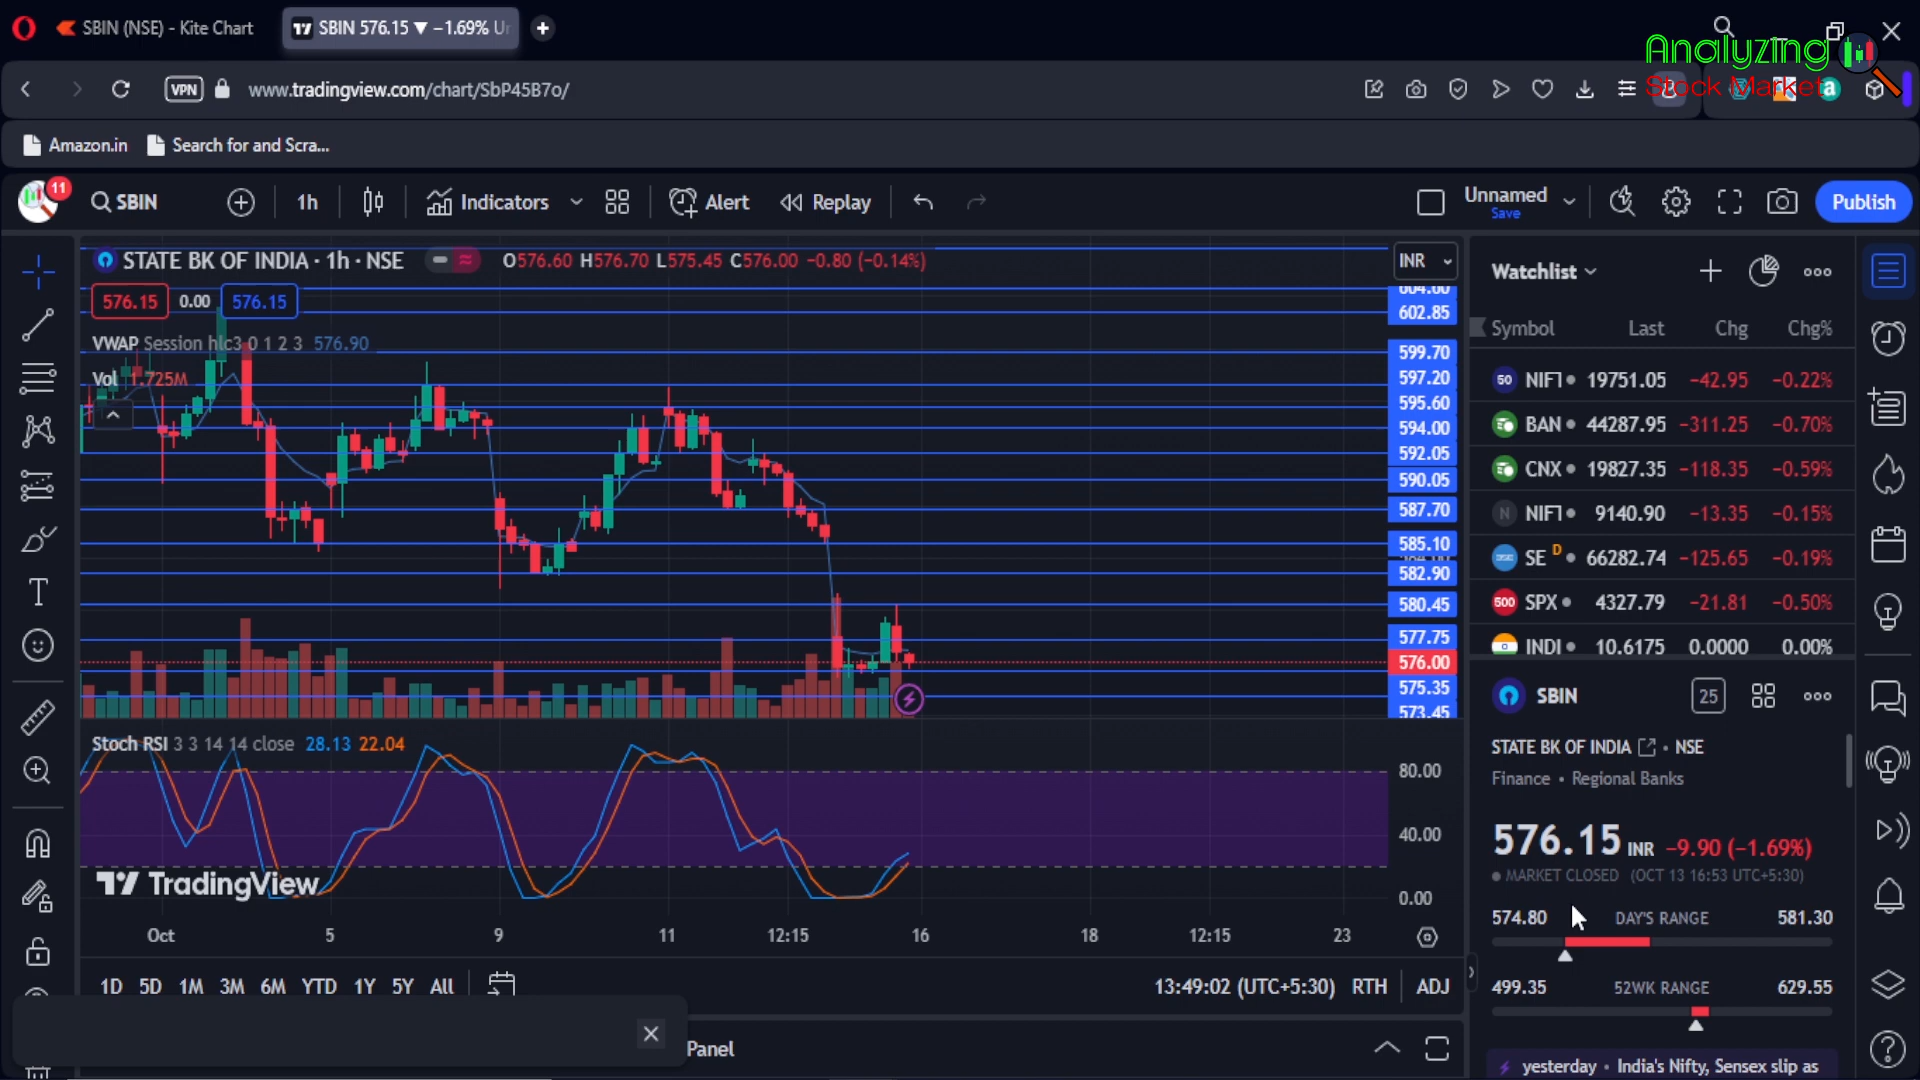 SBIN (NSE) - Kite Chart
SBIN 576.15 ▼ −1.69% Un
Analyzing
Stock Market
VPN
www.tradingview.com/chart/SbP45B7o/
Amazon.in
Search for and Scra...
11
SBIN
1h
Indicators
Alert
Replay
Unnamed
Save
Publish
STATE BK OF INDIA · 1h · NSE
O576.60 H576.70 L575.45 C576.00 −0.80 (−0.14%)
INR
576.15 0.00 576.15
VWAP Session hlc3 0 1 2 3 576.90
Vol 1.725M
604.00
602.85
599.70
597.20
595.60
594.00
592.05
590.05
587.70
585.10
582.90
580.45
577.75
576.00
575.35
573.45
Stoch RSI 3 3 14 14 close 28.13 22.04
80.00
40.00
0.00
TradingView
Oct 5 9 11 12:15 16 18 12:15 23
1D 5D 1M 3M 6M YTD 1Y 5Y All
13:49:02 (UTC+5:30) RTH ADJ
Panel
Watchlist
Symbol Last Chg Chg%
50 NIFT 19751.05 −42.95 −0.22%
BAN 44287.95 −311.25 −0.70%
CNX 19827.35 −118.35 −0.59%
N NIFT 9140.90 −13.35 −0.15%
SE D 66282.74 −125.65 −0.19%
500 SPX 4327.79 −21.81 −0.50%
INDI 10.6175 0.0000 0.00%
SBIN
25
STATE BK OF INDIA · NSE
Finance · Regional Banks
576.15 INR −9.90 (−1.69%)
MARKET CLOSED (OCT 13 16:53 UTC+5:30)
574.80 DAY'S RANGE 581.30
499.35 52WK RANGE 629.55
yesterday · India's Nifty, Sensex slip as